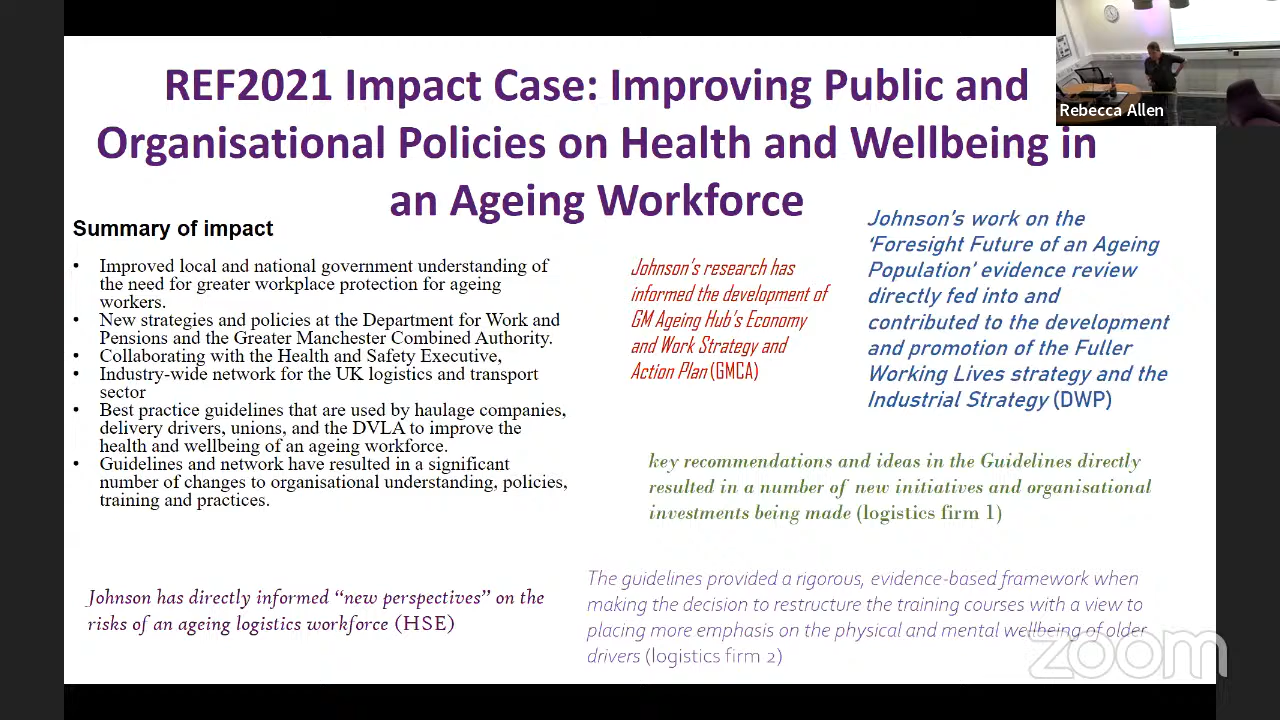 REF2021 Impact Case: Improving Public and
Organisational Policies on Health and Wellbeing in
an Ageing Workforce
Rebecca Allen
Summary of impact
• Improved local and national government understanding of
the need for greater workplace protection for ageing
workers.
• New strategies and policies at the Department for Work and
Pensions and the Greater Manchester Combined Authority.
• Collaborating with the Health and Safety Executive,
• Industry-wide network for the UK logistics and transport
sector
• Best practice guidelines that are used by haulage companies,
delivery drivers, unions, and the DVLA to improve the
health and wellbeing of an ageing workforce.
• Guidelines and network have resulted in a significant
number of changes to organisational understanding, policies,
training and practices.
Johnson's research has
informed the development of
GM Ageing Hub's Economy
and Work Strategy and
Action Plan (GMCA)
Johnson's work on the
'Foresight Future of an Ageing
Population' evidence review
directly fed into and
contributed to the development
and promotion of the Fuller
Working Lives strategy and the
Industrial Strategy (DWP)
key recommendations and ideas in the Guidelines directly
resulted in a number of new initiatives and organisational
investments being made (logistics firm 1)
Johnson has directly informed “new perspectives” on the
risks of an ageing logistics workforce (HSE)
The guidelines provided a rigorous, evidence-based framework when
making the decision to restructure the training courses with a view to
placing more emphasis on the physical and mental wellbeing of older
drivers (logistics firm 2)
zoom